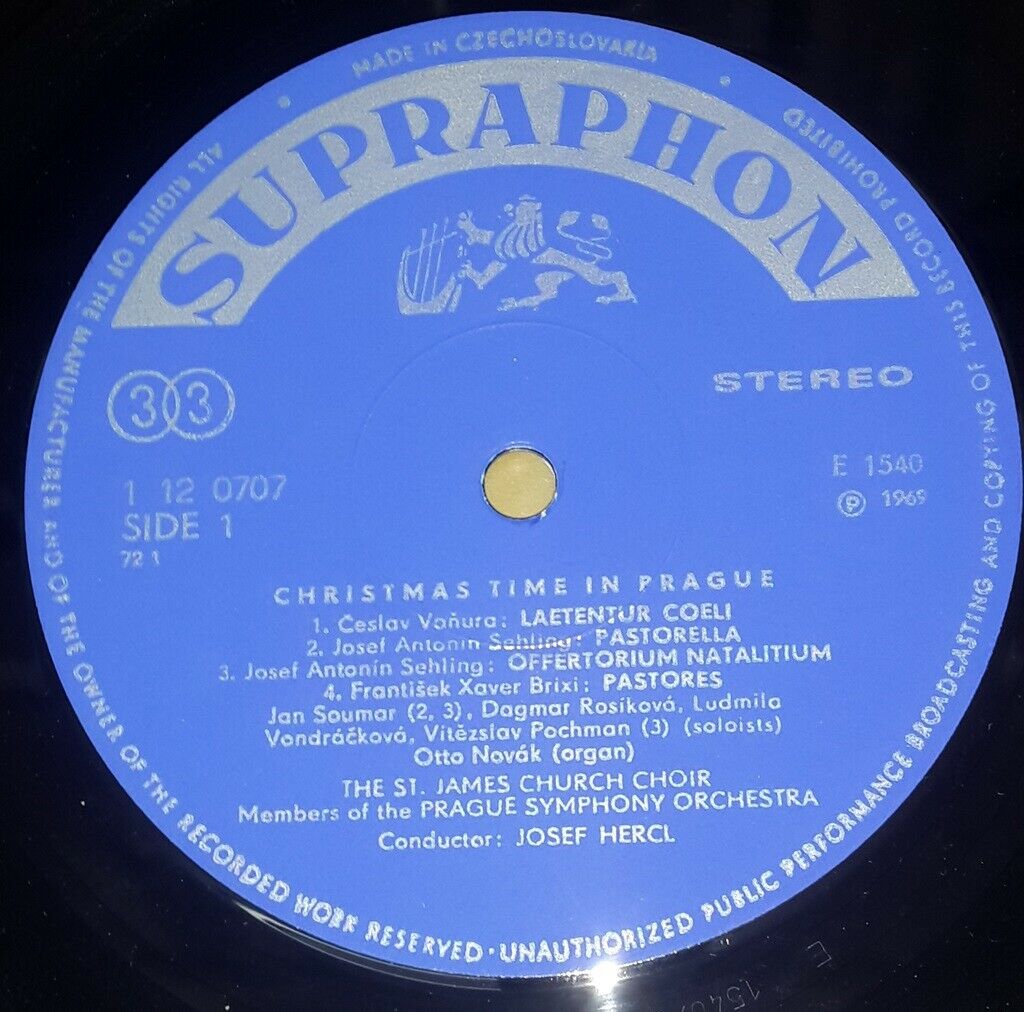 MADE IN CZECHOSLOVAKIA
SUPRAPHON
33
STEREO
1 12 0707
SIDE 1
72 1
E 1540
Ⓟ 1969
CHRISTMAS TIME IN PRAGUE
1. Česlav Vaňura: LAETENTUR COELI
2. Josef Antonín Sehling: PASTORELLA
3. Josef Antonín Sehling: OFFERTORIUM NATALITIUM
4. František Xaver Brixi: PASTORES
Jan Soumar (2, 3), Dagmar Rosíková, Ludmila
Vondráčková, Vítězslav Pochman (3) (soloists)
Otto Novák (organ)
THE ST. JAMES CHURCH CHOIR
Members of the PRAGUE SYMPHONY ORCHESTRA
Conductor: JOSEF HERCL
ALL RIGHTS OF THE MANUFACTURER AND OF THE OWNER OF THE RECORDED WORK RESERVED · UNAUTHORIZED PUBLIC PERFORMANCE BROADCASTING AND COPYING OF THIS RECORD PROHIBITED
E 1540